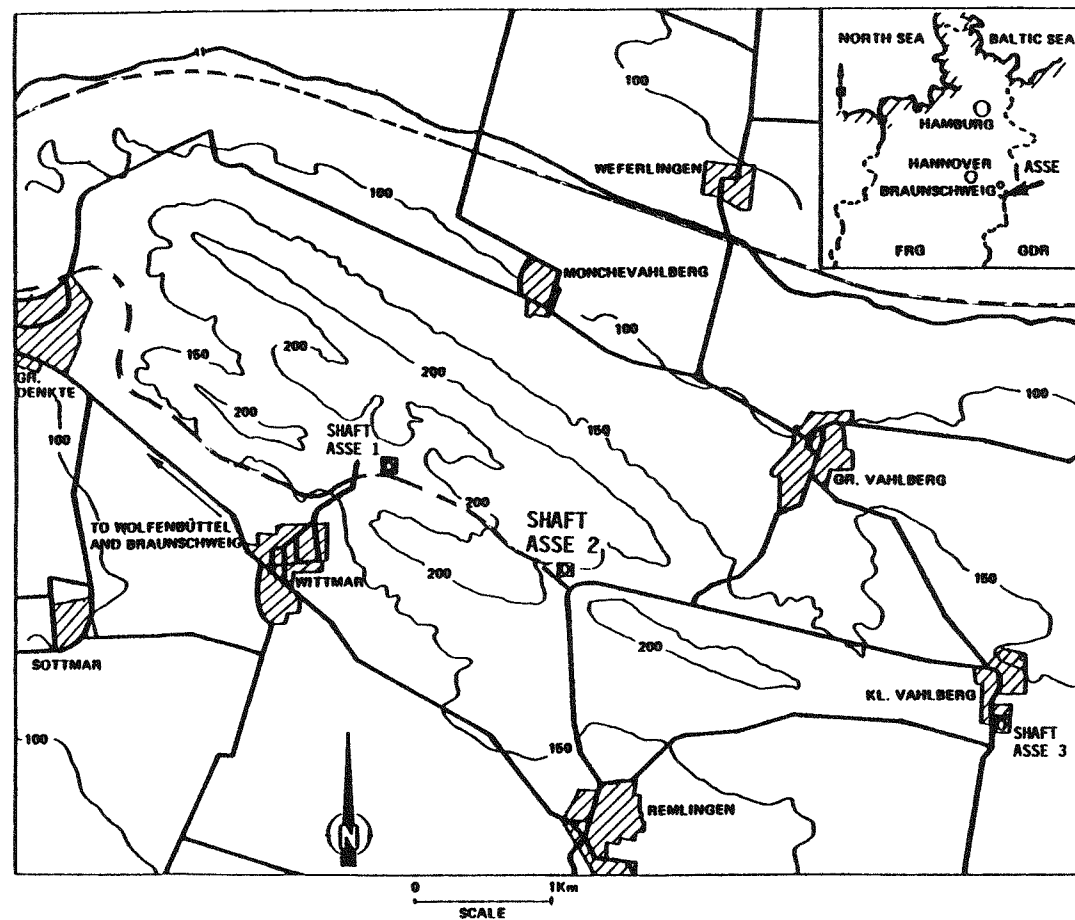 NORTH SEA
BALTIC SEA
HAMBURG
HANNOVER
ASSE
BRAUNSCHWEIG
FRG
GDR
100
WEFERLINGEN
100
MONCHEVAHLBERG
100
150
200
200
200
100
GR.
DENKTE
100
150
SHAFT
ASSE 1
GR. VAHLBERG
200
TO WOLFENBÜTTEL
AND BRAUNSCHWEIG
SHAFT
ASSE 2
200
WITTMAR
150
200
SOTTMAR
KL. VAHLBERG
100
150
SHAFT
ASSE 3
REMLINGEN
N
0
1Km
SCALE